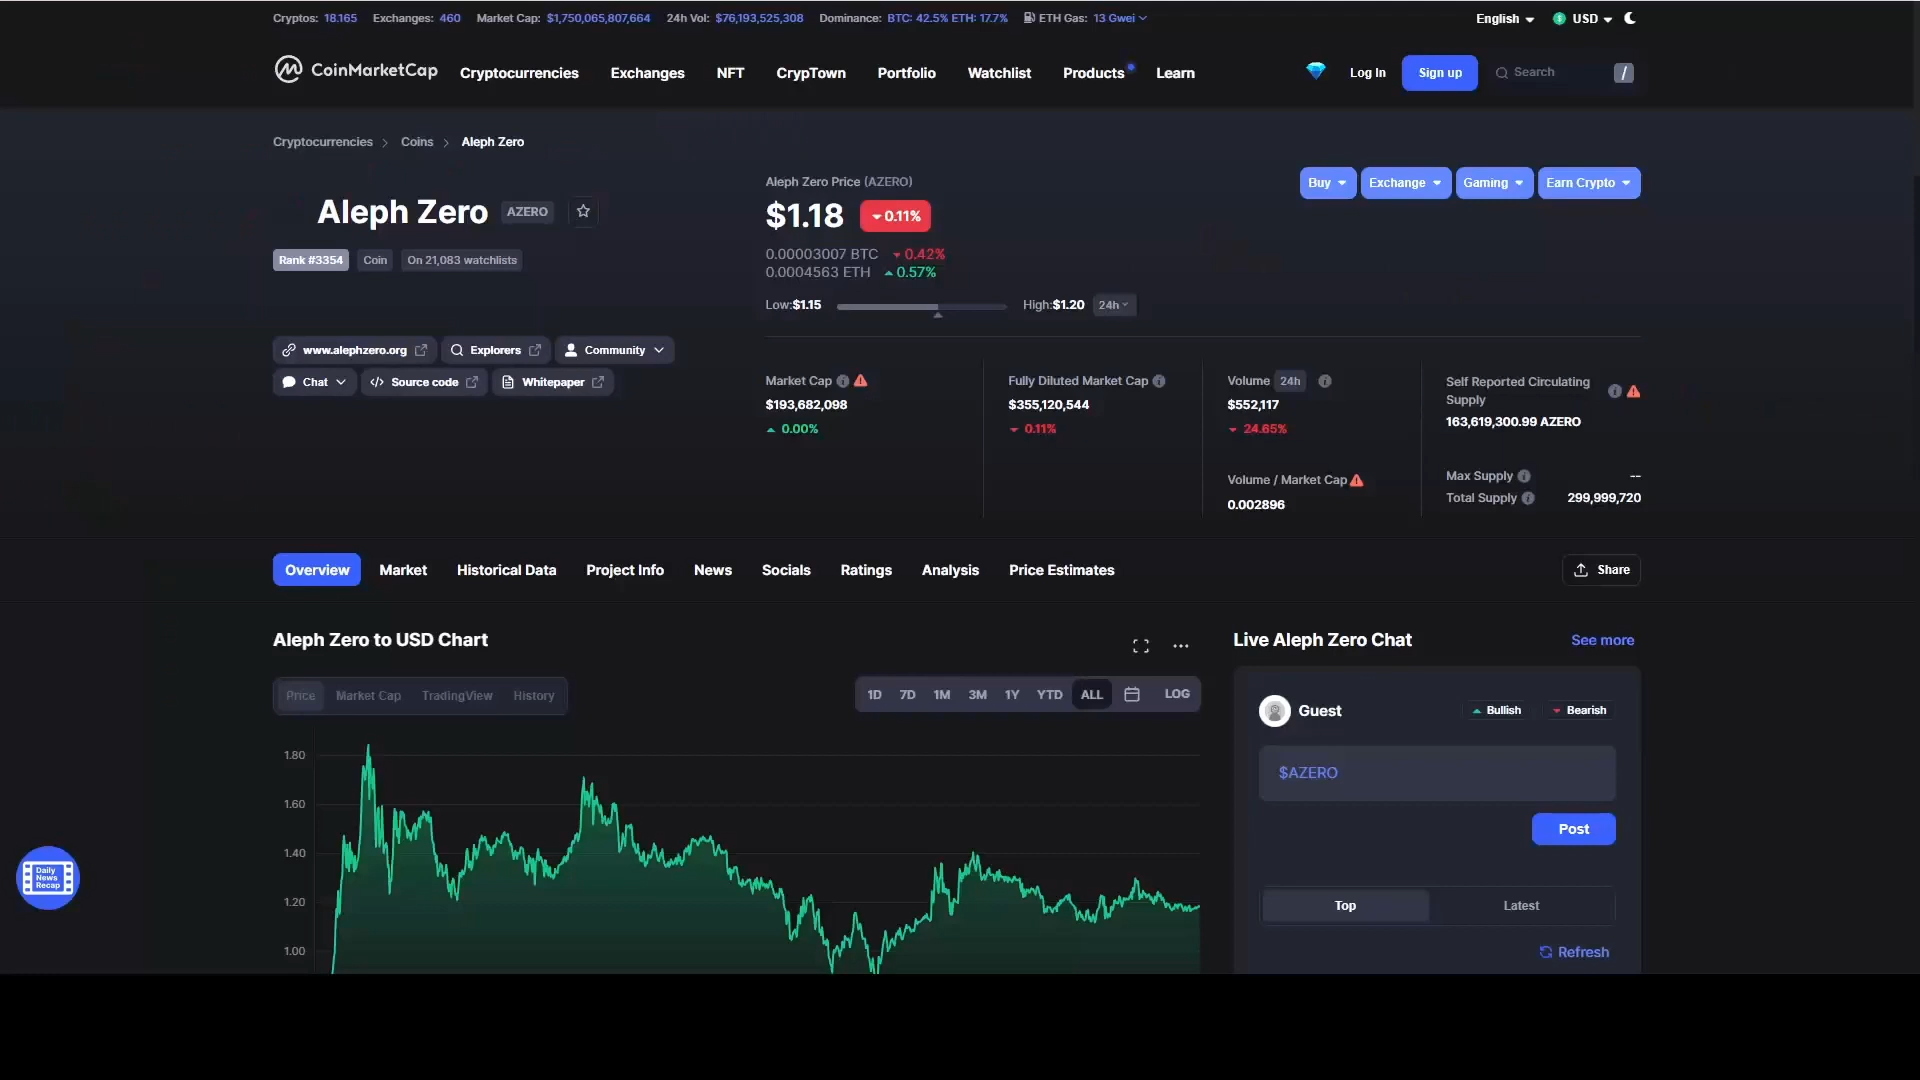 Cryptos: 18.165 Exchanges: 460 Market Cap: $1,750,065,807,664 24h Vol: $76,193,525,308 Dominance: BTC: 42.5% ETH: 17.7% ETH Gas: 13 Gwei English USD
CoinMarketCap Cryptocurrencies Exchanges NFT CrypTown Portfolio Watchlist Products Learn Log In Sign up Search /
Cryptocurrencies > Coins > Aleph Zero
Aleph Zero AZERO
Rank #3354 Coin On 21,083 watchlists
www.alephzero.org Explorers Community
Chat Source code Whitepaper
Aleph Zero Price (AZERO)
$1.18 0.11%
0.00003007 BTC 0.42%
0.0004563 ETH 0.57%
Low:$1.15 High:$1.20 24h
Buy Exchange Gaming Earn Crypto
Market Cap
$193,682,098
0.00%
Fully Diluted Market Cap
$355,120,544
0.11%
Volume 24h
$552,117
24.65%
Volume / Market Cap
0.002896
Self Reported Circulating
Supply
163,619,300.99 AZERO
Max Supply --
Total Supply 299,999,720
Overview Market Historical Data Project Info News Socials Ratings Analysis Price Estimates Share
Aleph Zero to USD Chart
Price Market Cap TradingView History
1D 7D 1M 3M 1Y YTD ALL LOG
1.80
1.60
1.40
1.20
1.00
Live Aleph Zero Chat See more
Guest Bullish Bearish
$AZERO
Post
Top Latest
Refresh
Daily
News
Recap